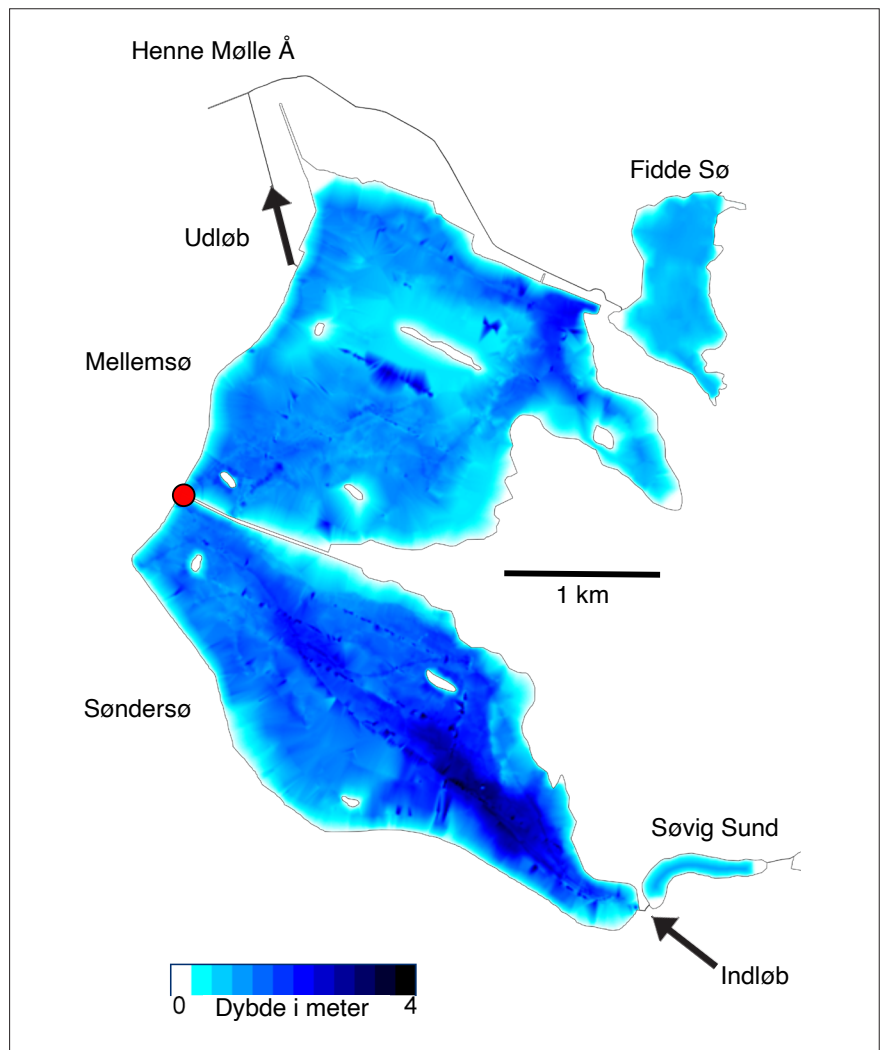 Henne Mølle Å
Fidde Sø
Udløb
Mellemsø
1 km
Søndersø
Søvig Sund
Indløb
0 Dybde i meter 4